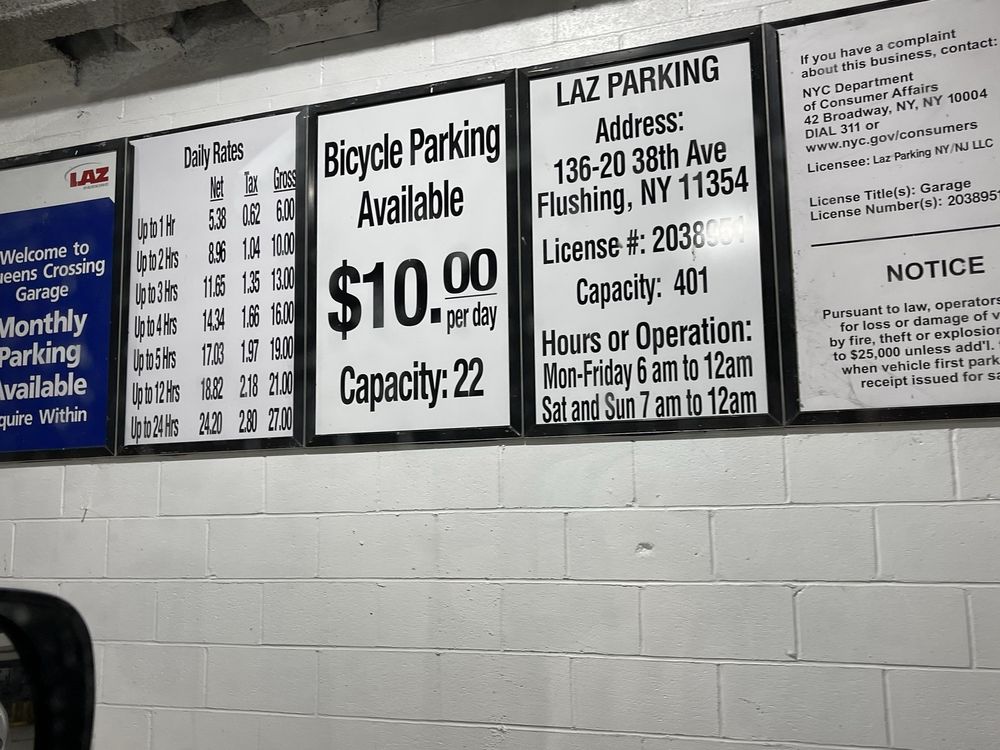 LAZ
Welcome to
eens Crossing
Garage
Monthly
Parking
Available
quire Within
Daily Rates
Net Tax Gross
Up to 1 Hr 5.38 0.62 6.00
Up to 2 Hrs 8.96 1.04 10.00
Up to 3 Hrs 11.65 1.35 13.00
Up to 4 Hrs 14.34 1.66 16.00
Up to 5 Hrs 17.03 1.97 19.00
Up to 12 Hrs 18.82 2.18 21.00
Up to 24 Hrs 24.20 2.80 27.00
Bicycle Parking
Available
$10.00
per day
Capacity: 22
LAZ PARKING
Address:
136-20 38th Ave
Flushing, NY 11354
License #: 2038951
Capacity: 401
Hours or Operation:
Mon-Friday 6 am to 12am
Sat and Sun 7 am to 12am
If you have a complaint
about this business, contact:
NYC Department
of Consumer Affairs
42 Broadway, NY, NY 10004
DIAL 311 or
www.nyc.gov/consumers
Licensee: Laz Parking NY/NJ LLC
License Title(s): Garage
License Number(s): 2038951
NOTICE
Pursuant to law, operators
for loss or damage of v
by fire, theft or explosion
to $25,000 unless add'l.
when vehicle first park
receipt issued for sa